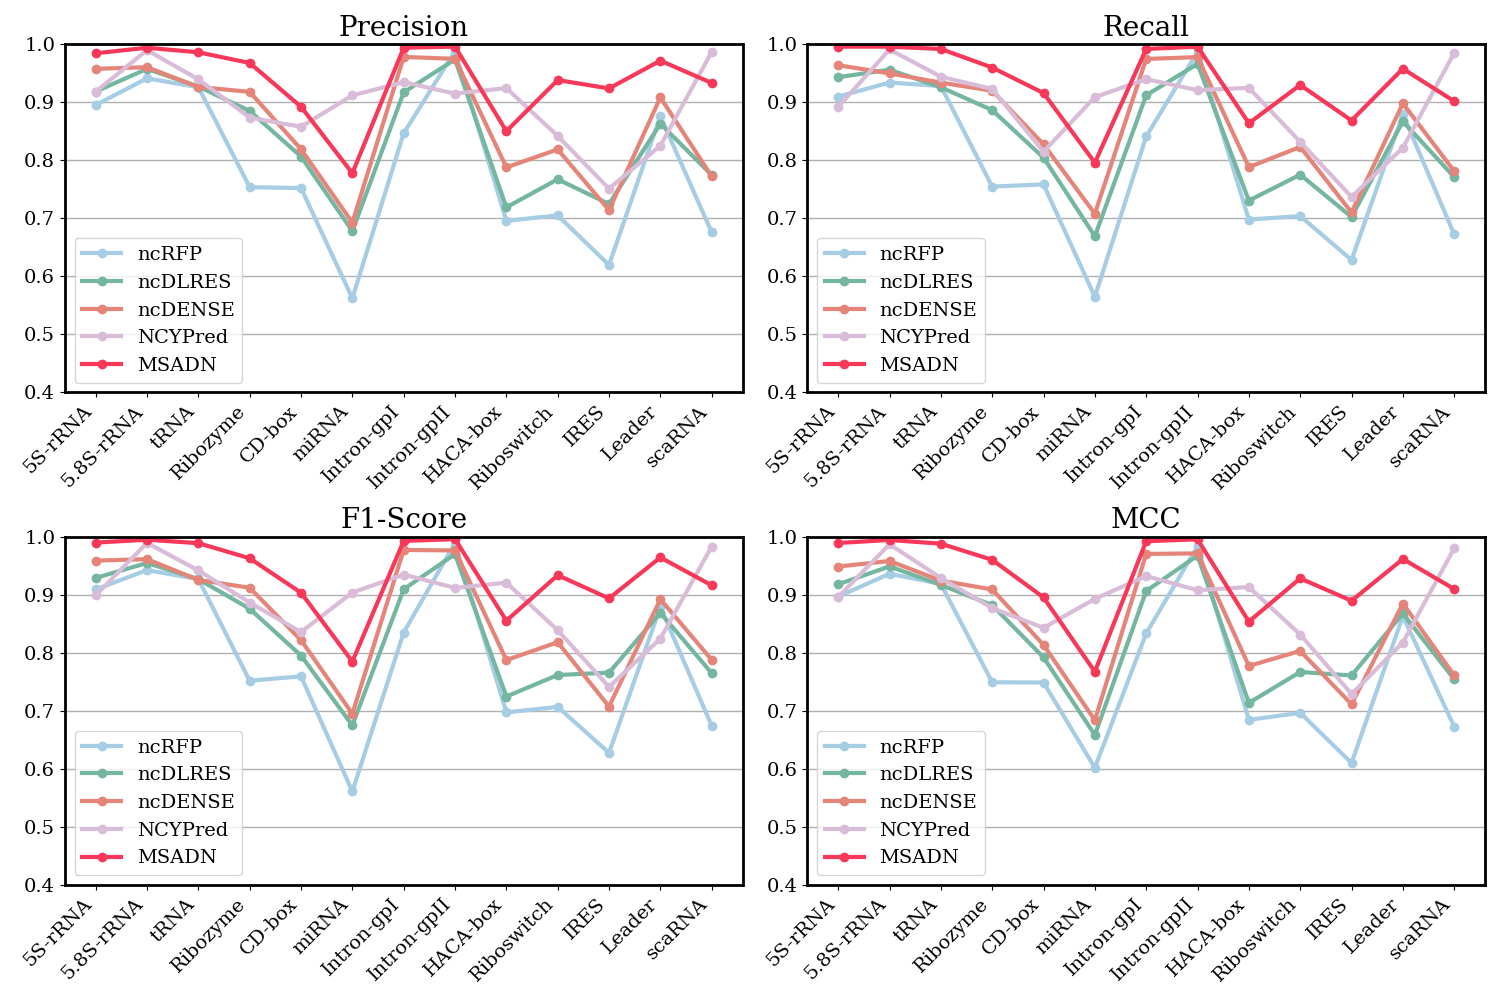 Precision
1.0
0.9
0.8
0.7
0.6
0.5
0.4
ncRFP
ncDLRES
ncDENSE
NCYPred
MSADN
5S-rRNA
5.8S-rRNA
tRNA
Ribozyme
CD-box
miRNA
Intron-gpI
Intron-gpII
HACA-box
Riboswitch
IRES
Leader
scaRNA
Recall
1.0
0.9
0.8
0.7
0.6
0.5
0.4
ncRFP
ncDLRES
ncDENSE
NCYPred
MSADN
5S-rRNA
5.8S-rRNA
tRNA
Ribozyme
CD-box
miRNA
Intron-gpI
Intron-gpII
HACA-box
Riboswitch
IRES
Leader
scaRNA
F1-Score
1.0
0.9
0.8
0.7
0.6
0.5
0.4
ncRFP
ncDLRES
ncDENSE
NCYPred
MSADN
5S-rRNA
5.8S-rRNA
tRNA
Ribozyme
CD-box
miRNA
Intron-gpI
Intron-gpII
HACA-box
Riboswitch
IRES
Leader
scaRNA
MCC
1.0
0.9
0.8
0.7
0.6
0.5
0.4
ncRFP
ncDLRES
ncDENSE
NCYPred
MSADN
5S-rRNA
5.8S-rRNA
tRNA
Ribozyme
CD-box
miRNA
Intron-gpI
Intron-gpII
HACA-box
Riboswitch
IRES
Leader
scaRNA